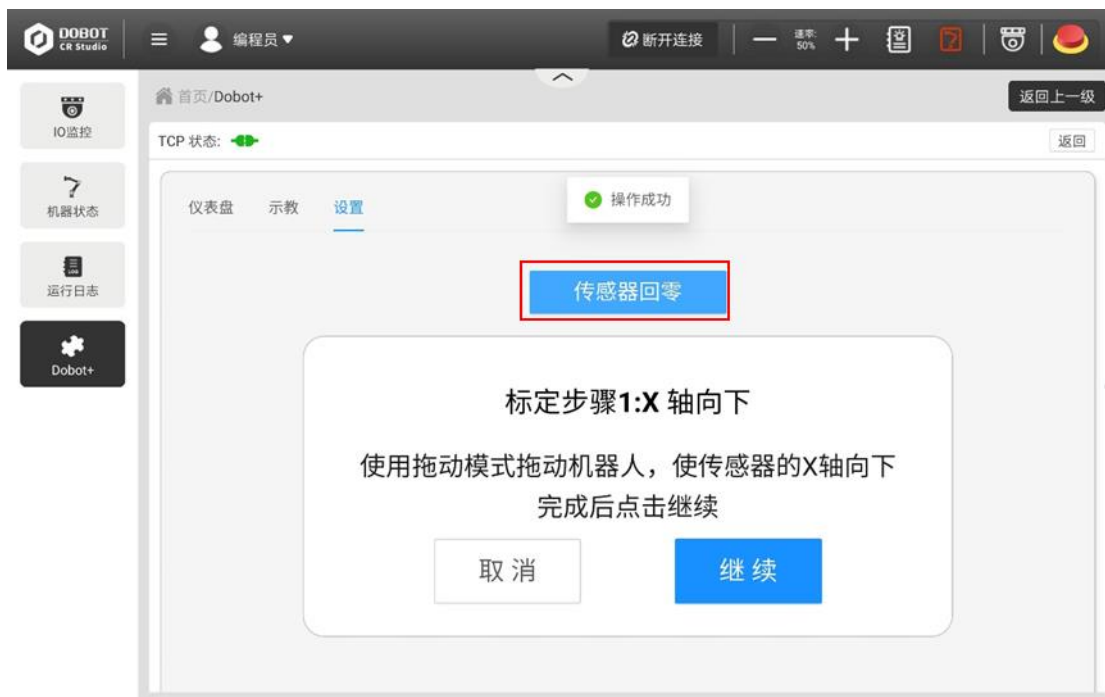 DOBOT
CR Studio
编程员
断开连接
速率:
50%
首页/Dobot+
返回上一级
IO监控
TCP 状态:
返回
机器状态
仪表盘 示教 设置
操作成功
LOG
运行日志
传感器回零
Dobot+
标定步骤1:X 轴向下
使用拖动模式拖动机器人，使传感器的X轴向下
完成后点击继续
取 消
继 续